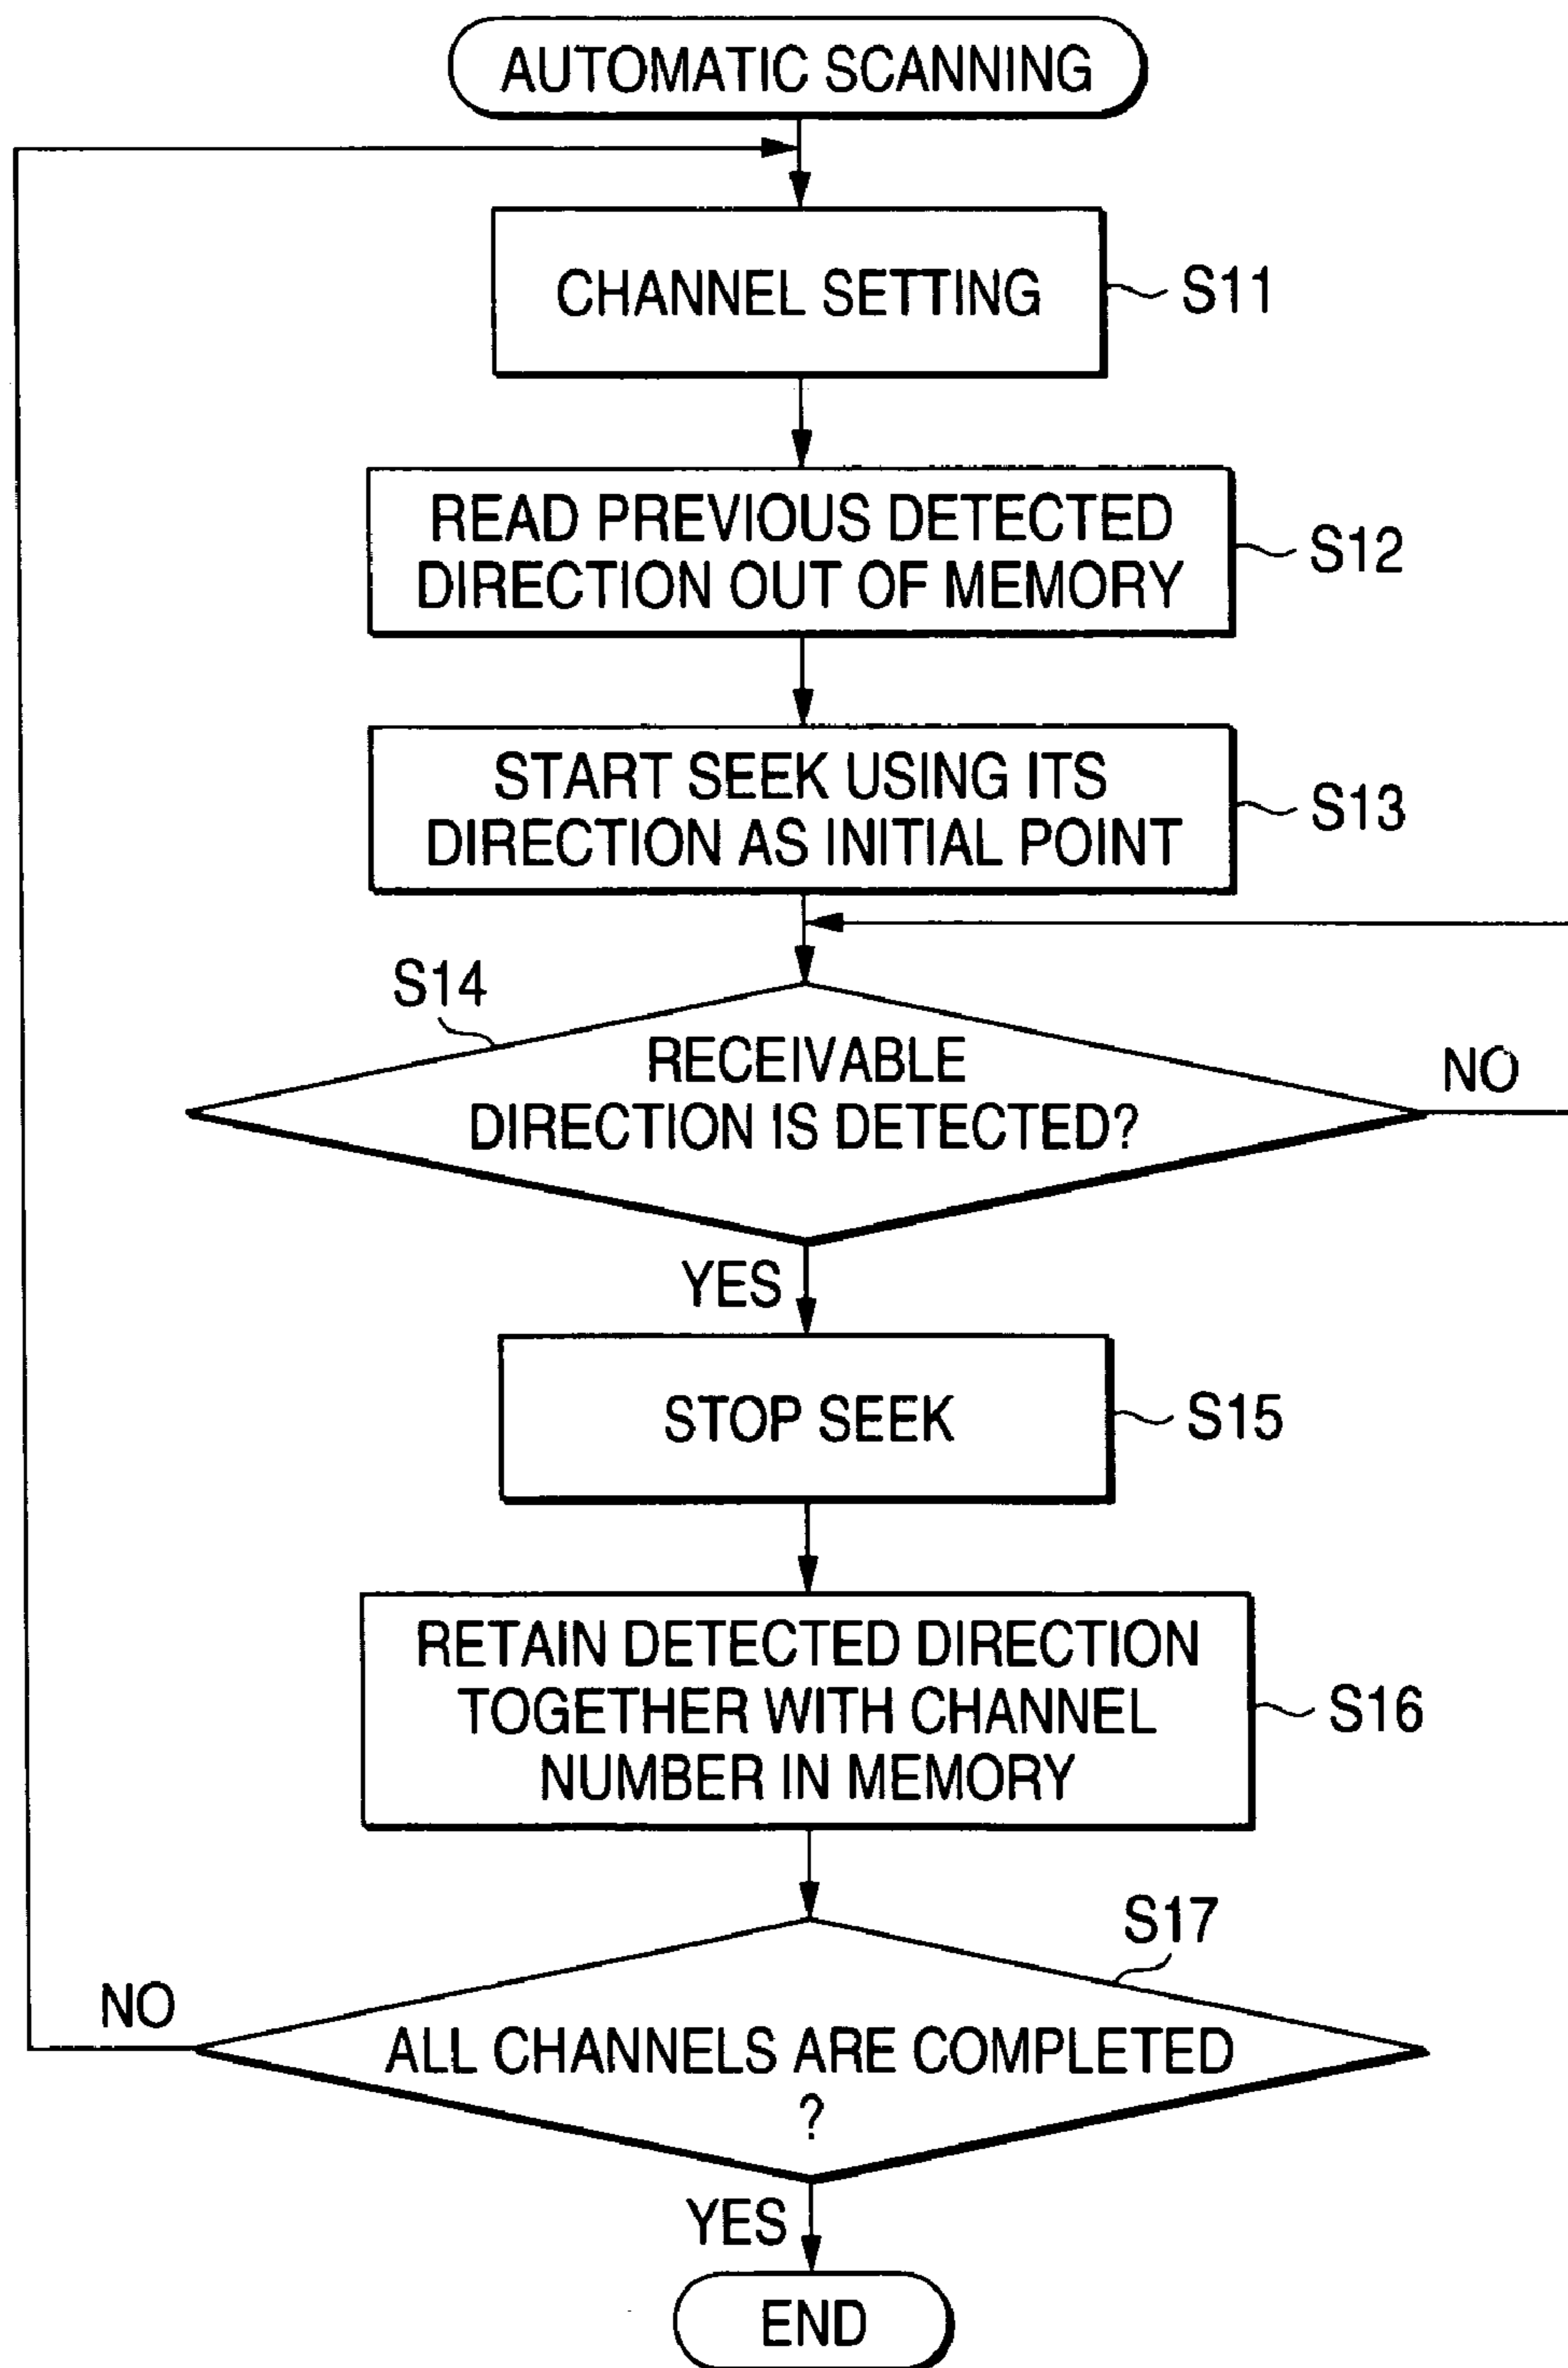 AUTOMATIC SCANNING
CHANNEL SETTING
S11
READ PREVIOUS DETECTED
DIRECTION OUT OF MEMORY
S12
START SEEK USING ITS
DIRECTION AS INITIAL POINT
S13
S14
RECEIVABLE
DIRECTION IS DETECTED?
NO
YES
STOP SEEK
S15
RETAIN DETECTED DIRECTION
TOGETHER WITH CHANNEL
NUMBER IN MEMORY
S16
S17
NO
ALL CHANNELS ARE COMPLETED
?
YES
END